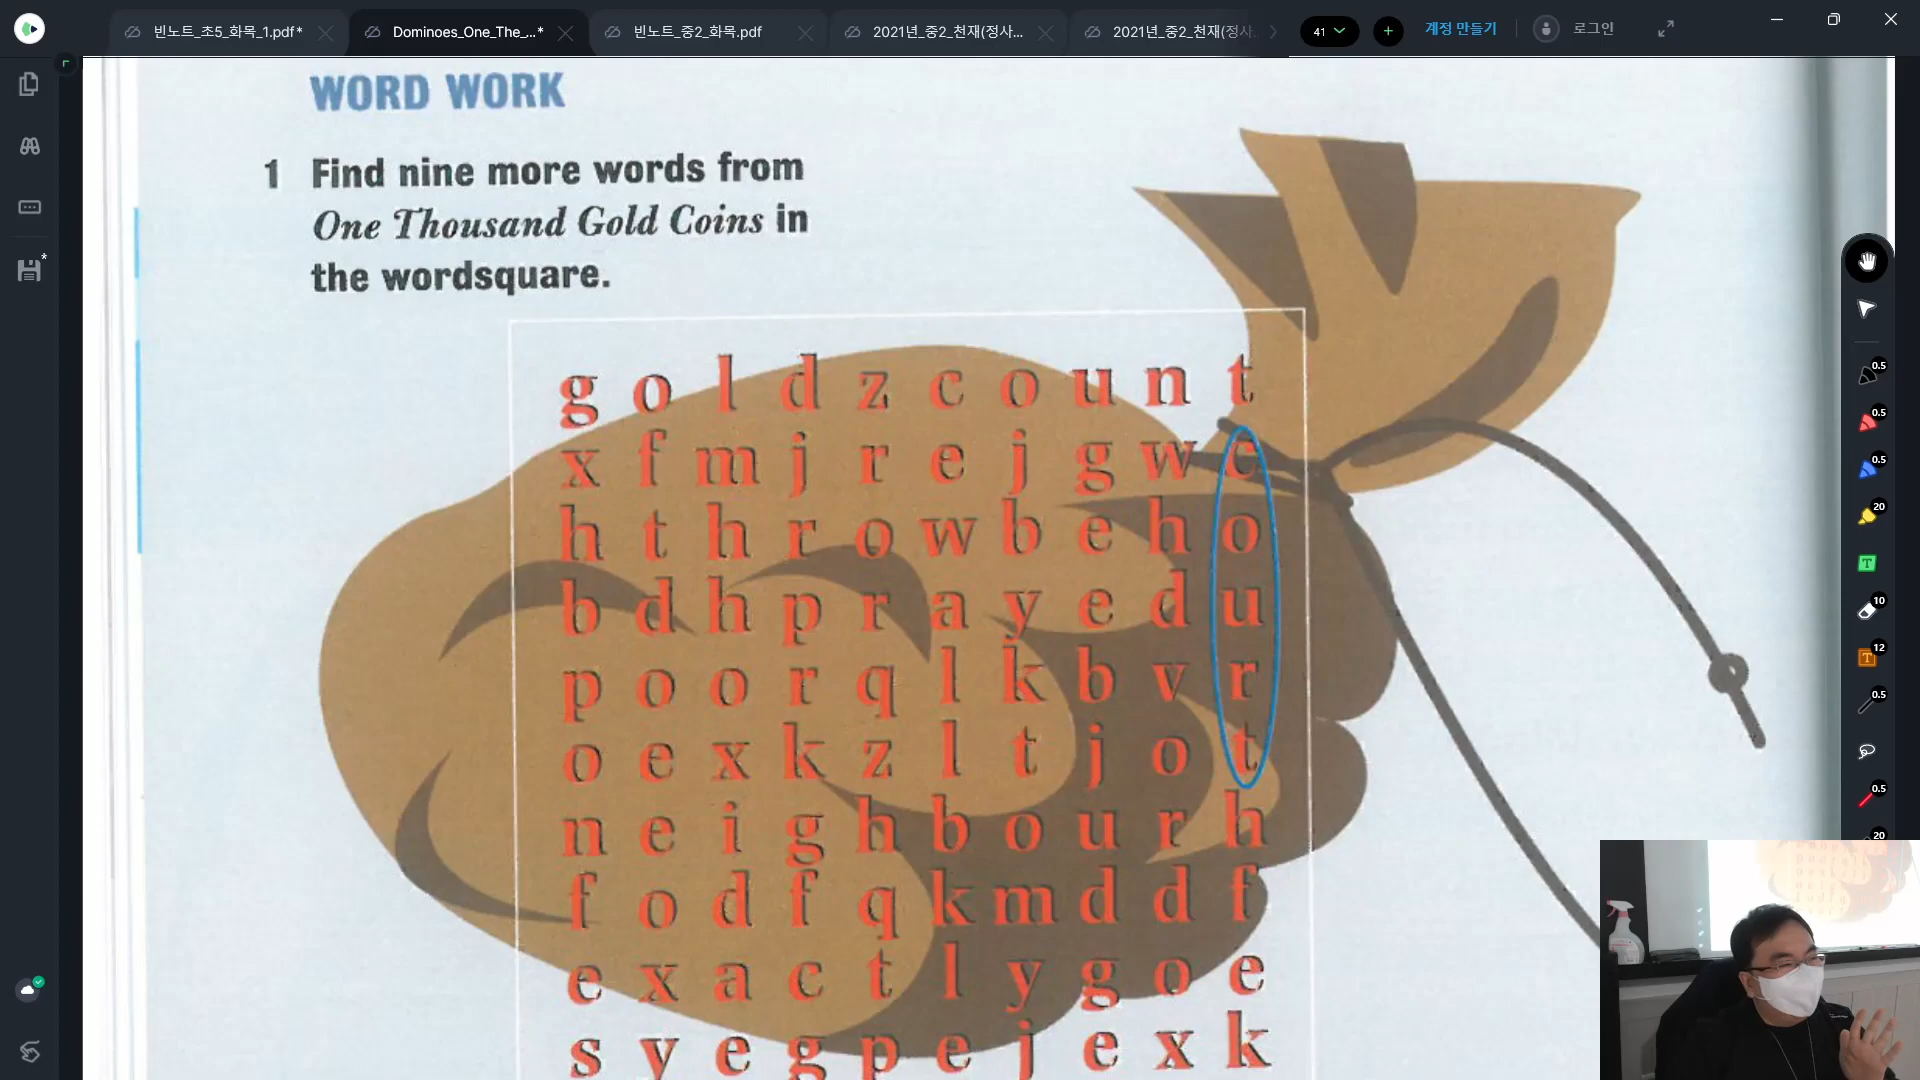 빈노트_초5_화목_1.pdf*
Dominoes_One_The_...*
빈노트_중2_화목.pdf
2021년_중2_천재(정사...
2021년_중2_천재(정사...
41
계정 만들기
로그인
WORD WORK
1 Find nine more words from
One Thousand Gold Coins in
the wordsquare.
g o l d z c o u n t
x f m j r e j g w c
h t h r o w b e h o
b d h p r a y e d u
p o o r q l k b v r
o e x k z l t j o t
n e i g h b o u r h
f o d f q k m d d f
e x a c t l y g o e
s y e g p e j e x k
0.5
0.5
0.5
20
T
10
T 12
0.5
0.5
20